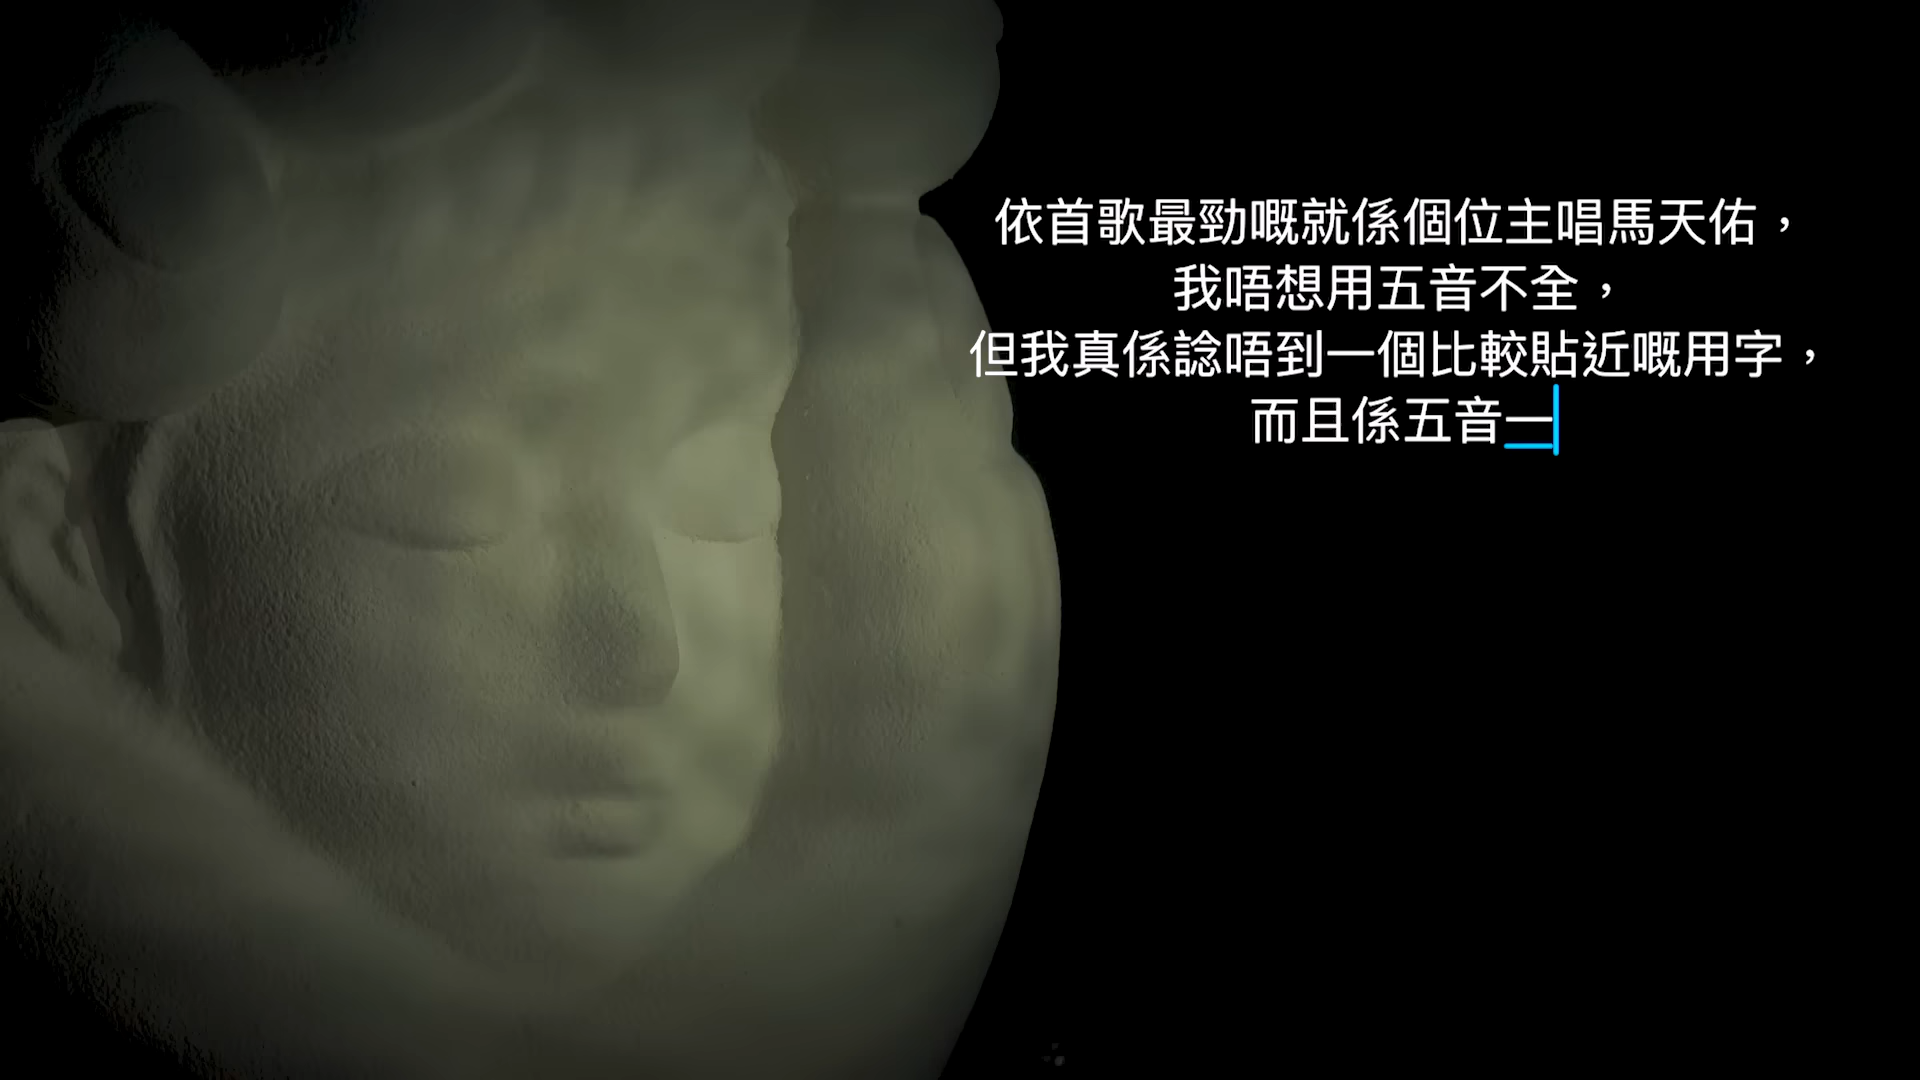 依首歌最勁嘅就係個位主唱馬天佑，
我唔想用五音不全，
但我真係諗唔到一個比較貼近嘅用字，
而且係五音一